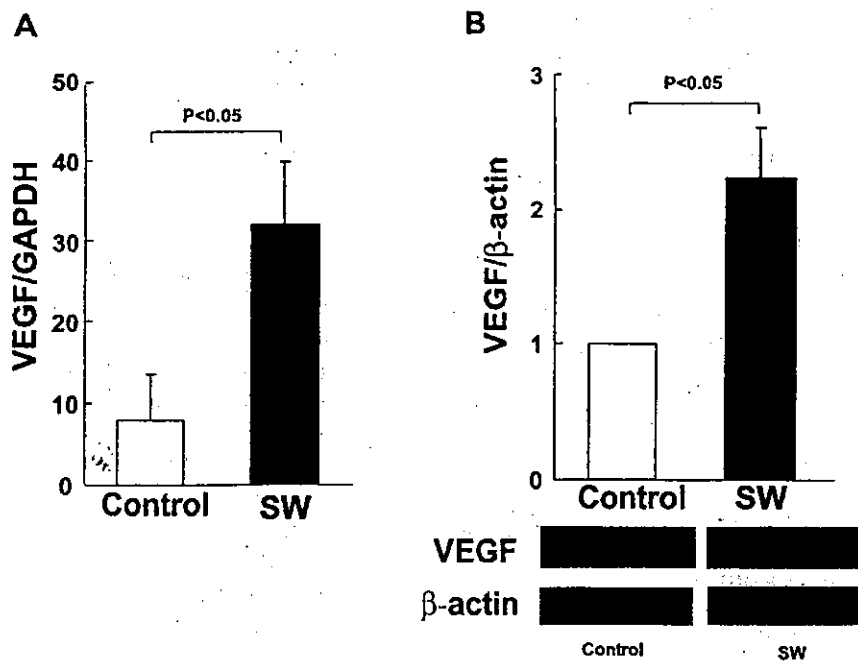 A
VEGF/GAPDH
50
40
30
20
10
0
P<0.05
Control SW
B
VEGF/β-actin
3
2
1
0
P<0.05
Control SW
VEGF
β-actin
Control SW